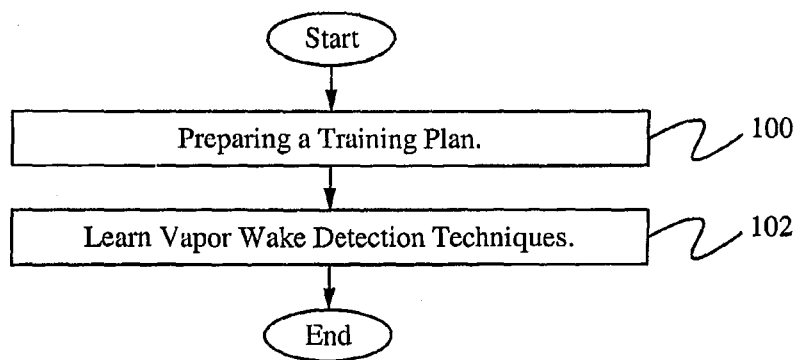 Start
Preparing a Training Plan.
100
Learn Vapor Wake Detection Techniques.
102
End